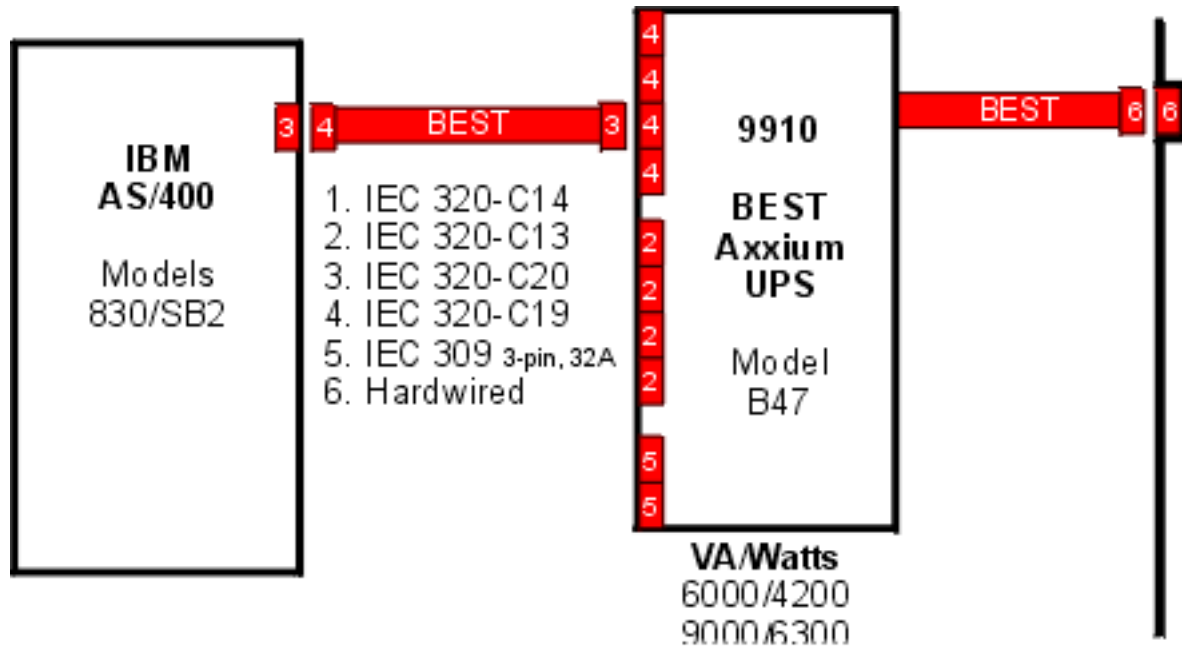 IBM
AS/400
Models
830/SB2
3
4 BEST 3
1. IEC 320-C14
2. IEC 320-C13
3. IEC 320-C20
4. IEC 320-C19
5. IEC 309 3-pin, 32A
6. Hardwired
4
4
4
4
2
2
2
2
5
5
9910
BEST
Axxium
UPS
Model
B47
VA/Watts
6000/4200
9000/6300
BEST 6
6